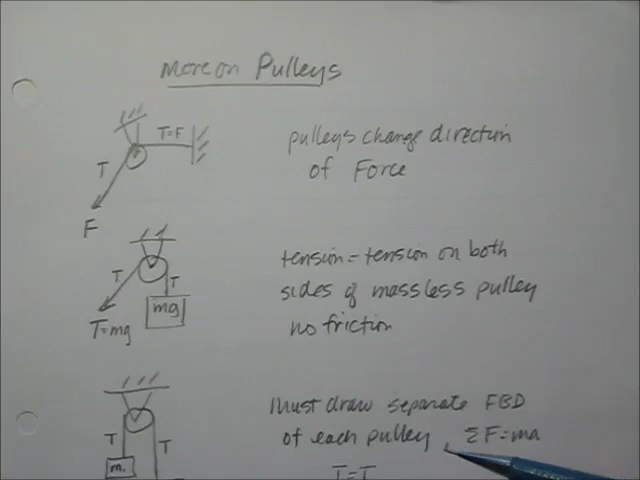 More on Pulleys
T=F
T
F
pulleys change direction
of Force
T
T
mg
T=mg
tension = tension on both
sides of massless pulley
no friction
T
T
m₁
Must draw separate FBD
of each pulley, ΣF=ma
T=T